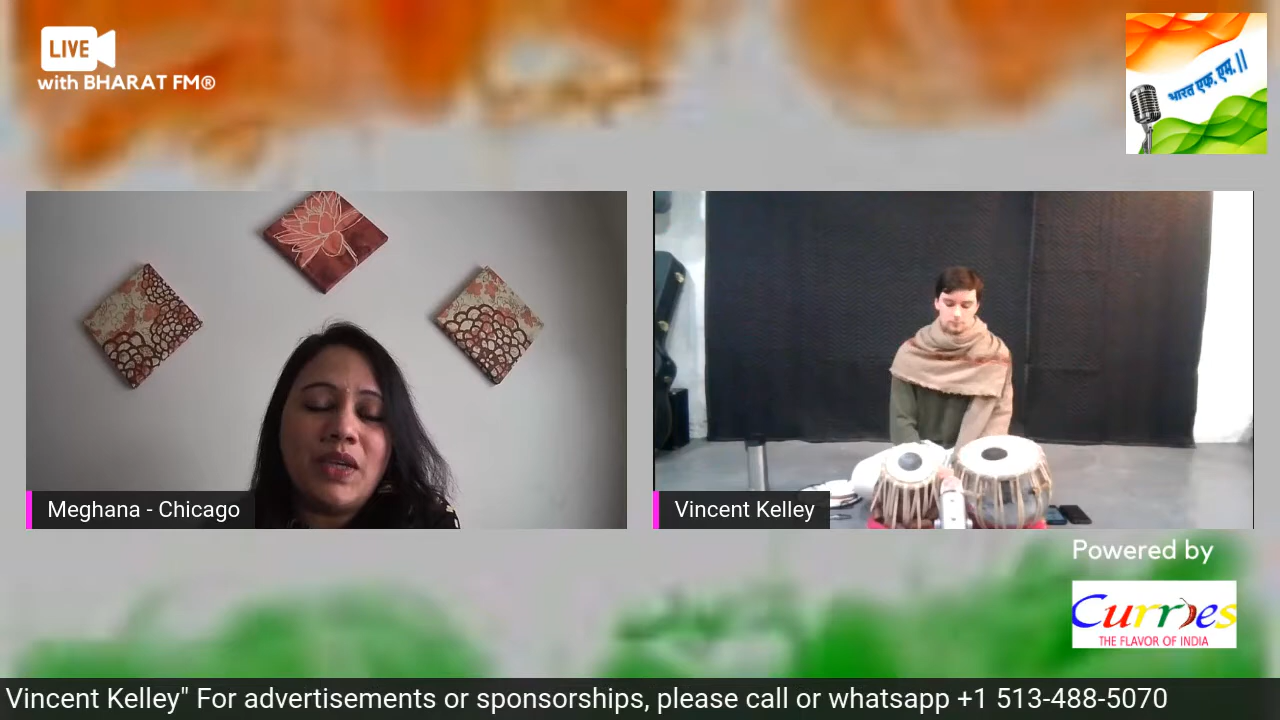 LIVE
with BHARAT FM®
भारत एफ. एम. ||
Meghana - Chicago
Vincent Kelley
Powered by
Curries
THE FLAVOR OF INDIA
Vincent Kelley" For advertisements or sponsorships, please call or whatsapp +1 513-488-5070